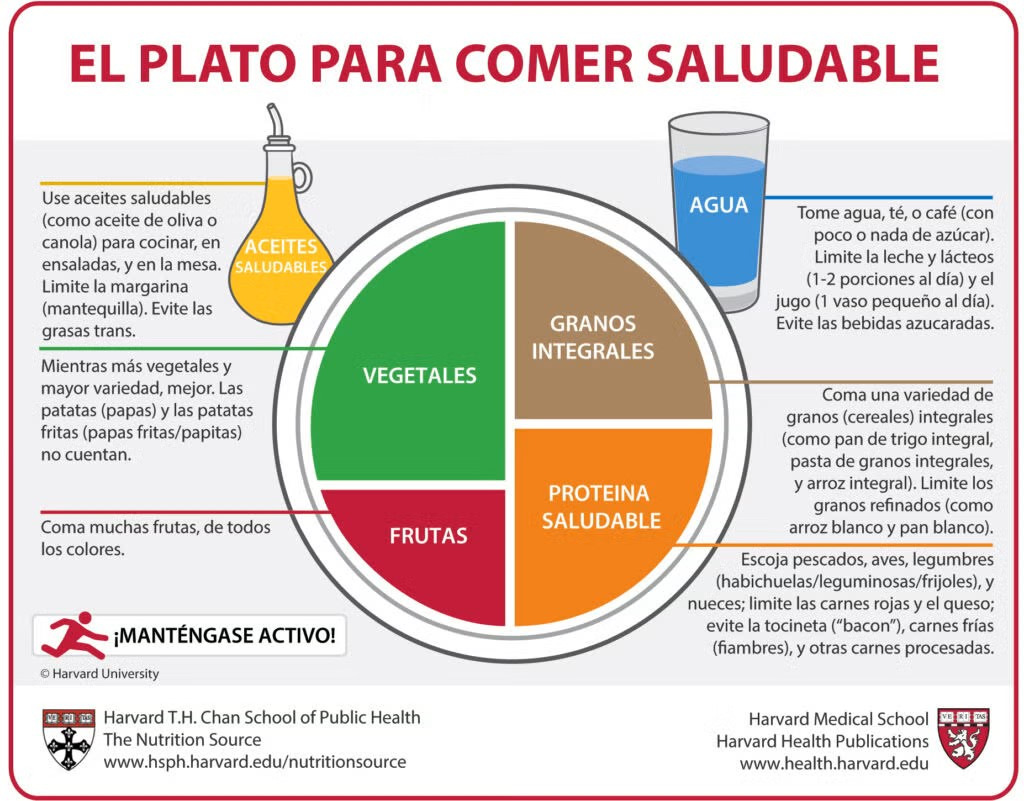 EL PLATO PARA COMER SALUDABLE
Use aceites saludables
(como aceite de oliva o
canola) para cocinar, en
ensaladas, y en la mesa.
Limite la margarina
(mantequilla). Evite las
grasas trans.
ACEITES
SALUDABLES
AGUA
Tome agua, té, o café (con
poco o nada de azúcar).
Limite la leche y lácteos
(1-2 porciones al día) y el
jugo (1 vaso pequeño al día).
Evite las bebidas azucaradas.
Mientras más vegetales y
mayor variedad, mejor. Las
patatas (papas) y las patatas
fritas (papas fritas/papitas)
no cuentan.
VEGETALES
GRANOS
INTEGRALES
Coma una variedad de
granos (cereales) integrales
(como pan de trigo integral,
pasta de granos integrales,
y arroz integral). Limite los
granos refinados (como
arroz blanco y pan blanco).
Coma muchas frutas, de todos
los colores.
FRUTAS
PROTEINA
SALUDABLE
Escoja pescados, aves, legumbres
(habichuelas/leguminosas/frijoles), y
nueces; limite las carnes rojas y el queso;
evite la tocineta ("bacon"), carnes frías
(fiambres), y otras carnes procesadas.
¡MANTÉNGASE ACTIVO!
© Harvard University
VE RI TAS
Harvard T.H. Chan School of Public Health
The Nutrition Source
www.hsph.harvard.edu/nutritionsource
Harvard Medical School
Harvard Health Publications
www.health.harvard.edu
VE RI TAS